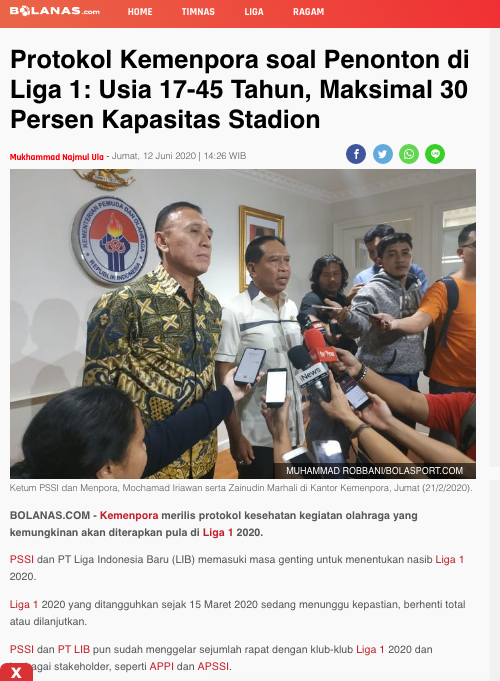 BOLANAS.com HOME TIMNAS LIGA RAGAM
Protokol Kemenpora soal Penonton di
Liga 1: Usia 17-45 Tahun, Maksimal 30
Persen Kapasitas Stadion
Mukhammad Najmul Ula - Jumat, 12 Juni 2020 | 14:26 WIB
KEMENTERIAN PEMUDA DAN OLAHRAGA
REPUBLIK INDONESIA
iNews
MUHAMMAD ROBBANI/BOLASPORT.COM
Ketum PSSI dan Menpora, Mochamad Iriawan serta Zainudin Marhali di Kantor Kemenpora, Jumat (21/2/2020).
BOLANAS.COM - Kemenpora merilis protokol kesehatan kegiatan olahraga yang
kemungkinan akan diterapkan pula di Liga 1 2020.
PSSI dan PT Liga Indonesia Baru (LIB) memasuki masa genting untuk menentukan nasib Liga 1
2020.
Liga 1 2020 yang ditangguhkan sejak 15 Maret 2020 sedang menunggu kepastian, berhenti total
atau dilanjutkan.
PSSI dan PT LIB pun sudah menggelar sejumlah rapat dengan klub-klub Liga 1 2020 dan
stakeholder, seperti APPI dan APSSI.
X